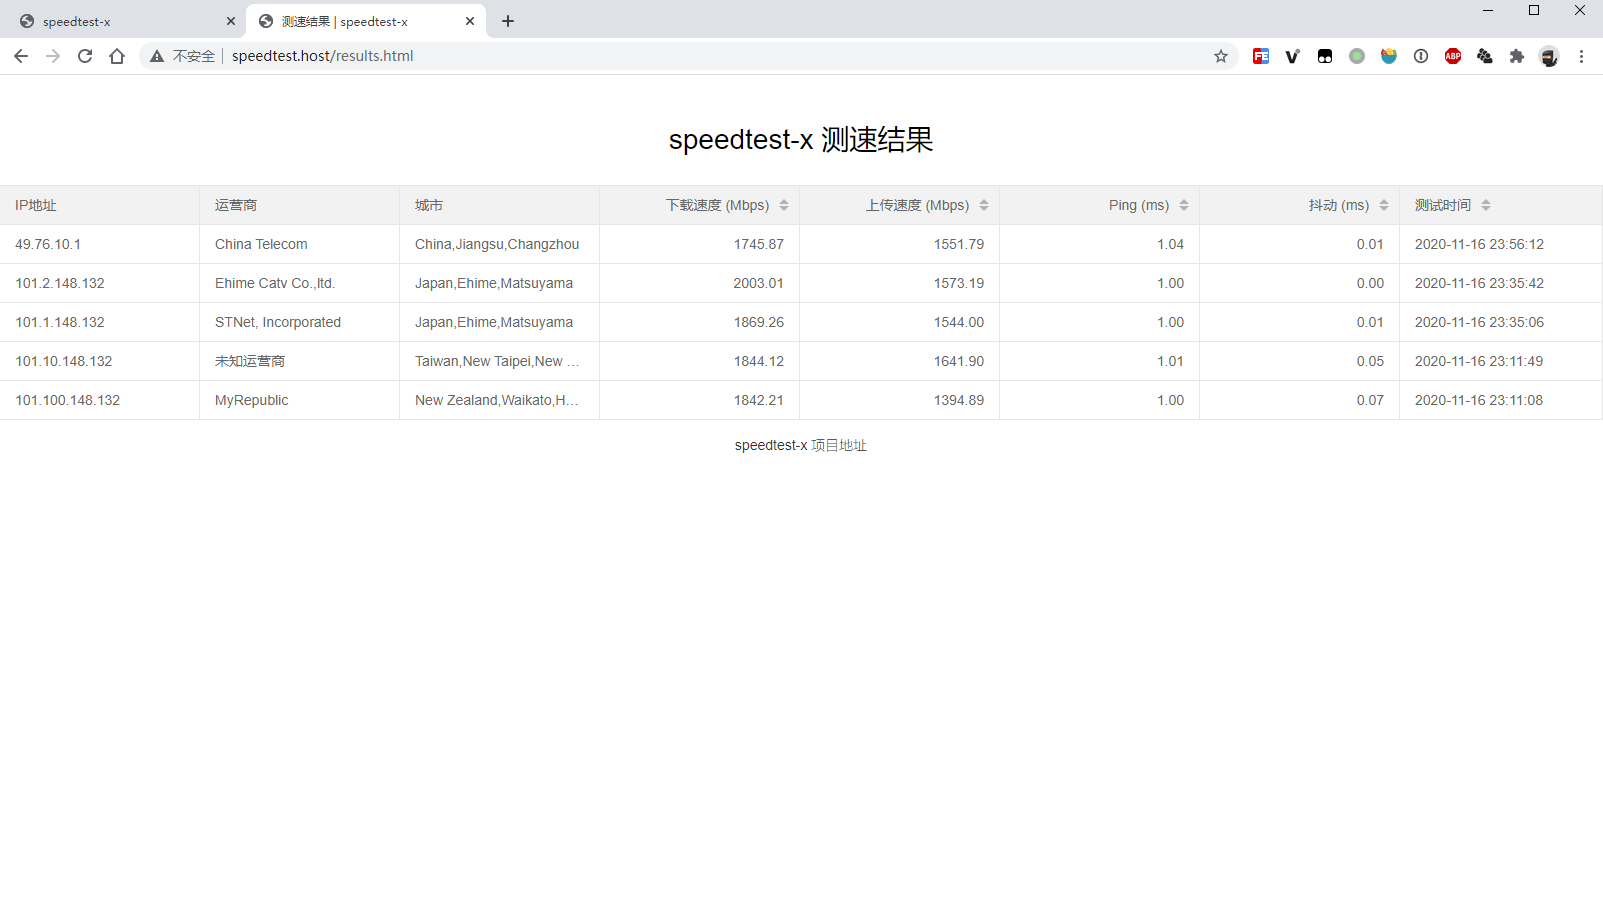 speedtest-x
测速结果 | speedtest-x
不安全 speedtest.host/results.html
ABP
speedtest-x 测速结果
IP地址 运营商 城市 下载速度 (Mbps) 上传速度 (Mbps) Ping (ms) 抖动 (ms) 测试时间
49.76.10.1 China Telecom China,Jiangsu,Changzhou 1745.87 1551.79 1.04 0.01 2020-11-16 23:56:12
101.2.148.132 Ehime Catv Co.,ltd. Japan,Ehime,Matsuyama 2003.01 1573.19 1.00 0.00 2020-11-16 23:35:42
101.1.148.132 STNet, Incorporated Japan,Ehime,Matsuyama 1869.26 1544.00 1.00 0.01 2020-11-16 23:35:06
101.10.148.132 未知运营商 Taiwan,New Taipei,New … 1844.12 1641.90 1.01 0.05 2020-11-16 23:11:49
101.100.148.132 MyRepublic New Zealand,Waikato,H… 1842.21 1394.89 1.00 0.07 2020-11-16 23:11:08
speedtest-x 项目地址